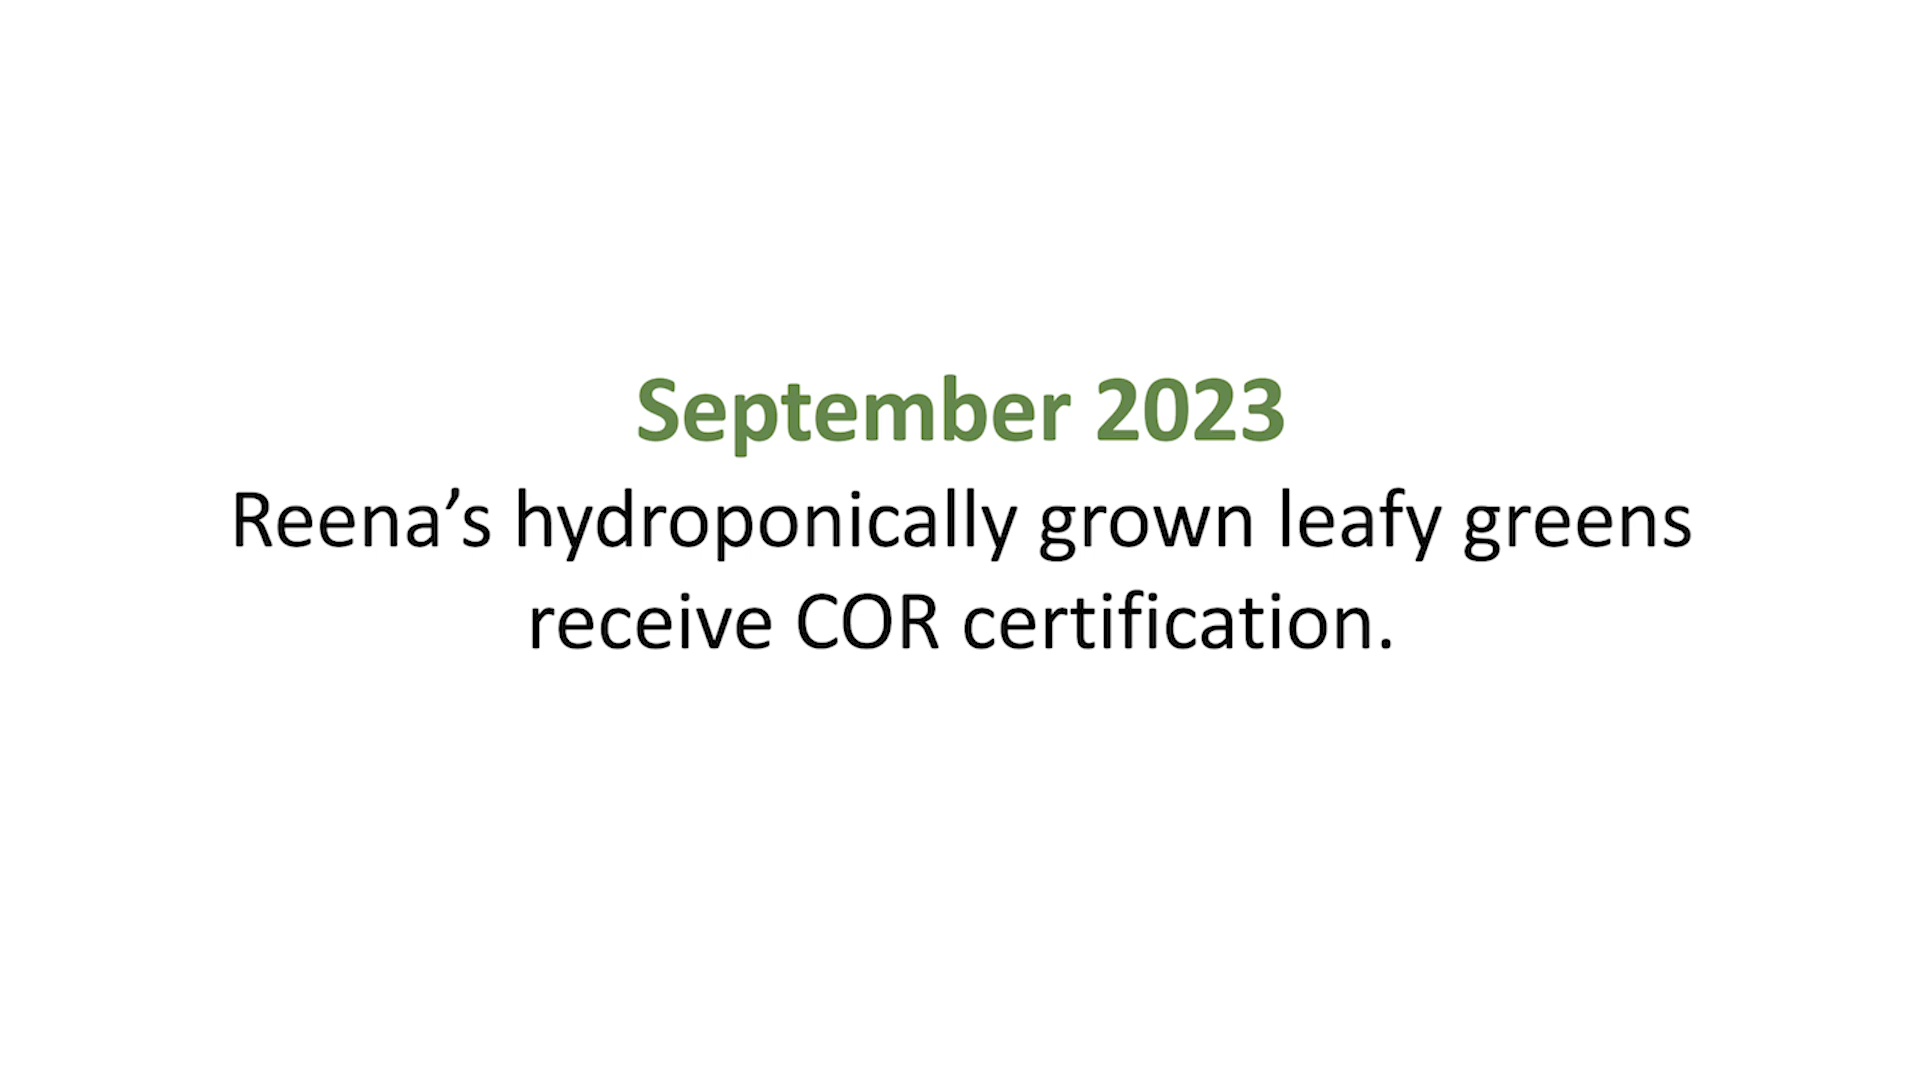 September 2023
Reena’s hydroponically grown leafy greens
receive COR certification.